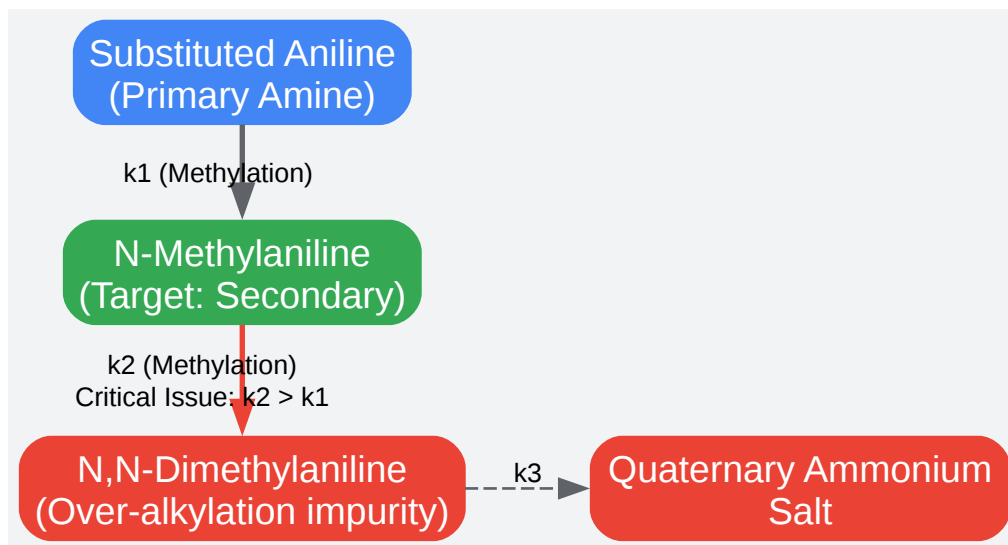 Substituted Aniline
(Primary Amine)
k1 (Methylation)
N-Methylaniline
(Target: Secondary)
k2 (Methylation)
Critical Issue: k2 > k1
N,N-Dimethylaniline
(Over-alkylation impurity)
k3
Quaternary Ammonium
Salt